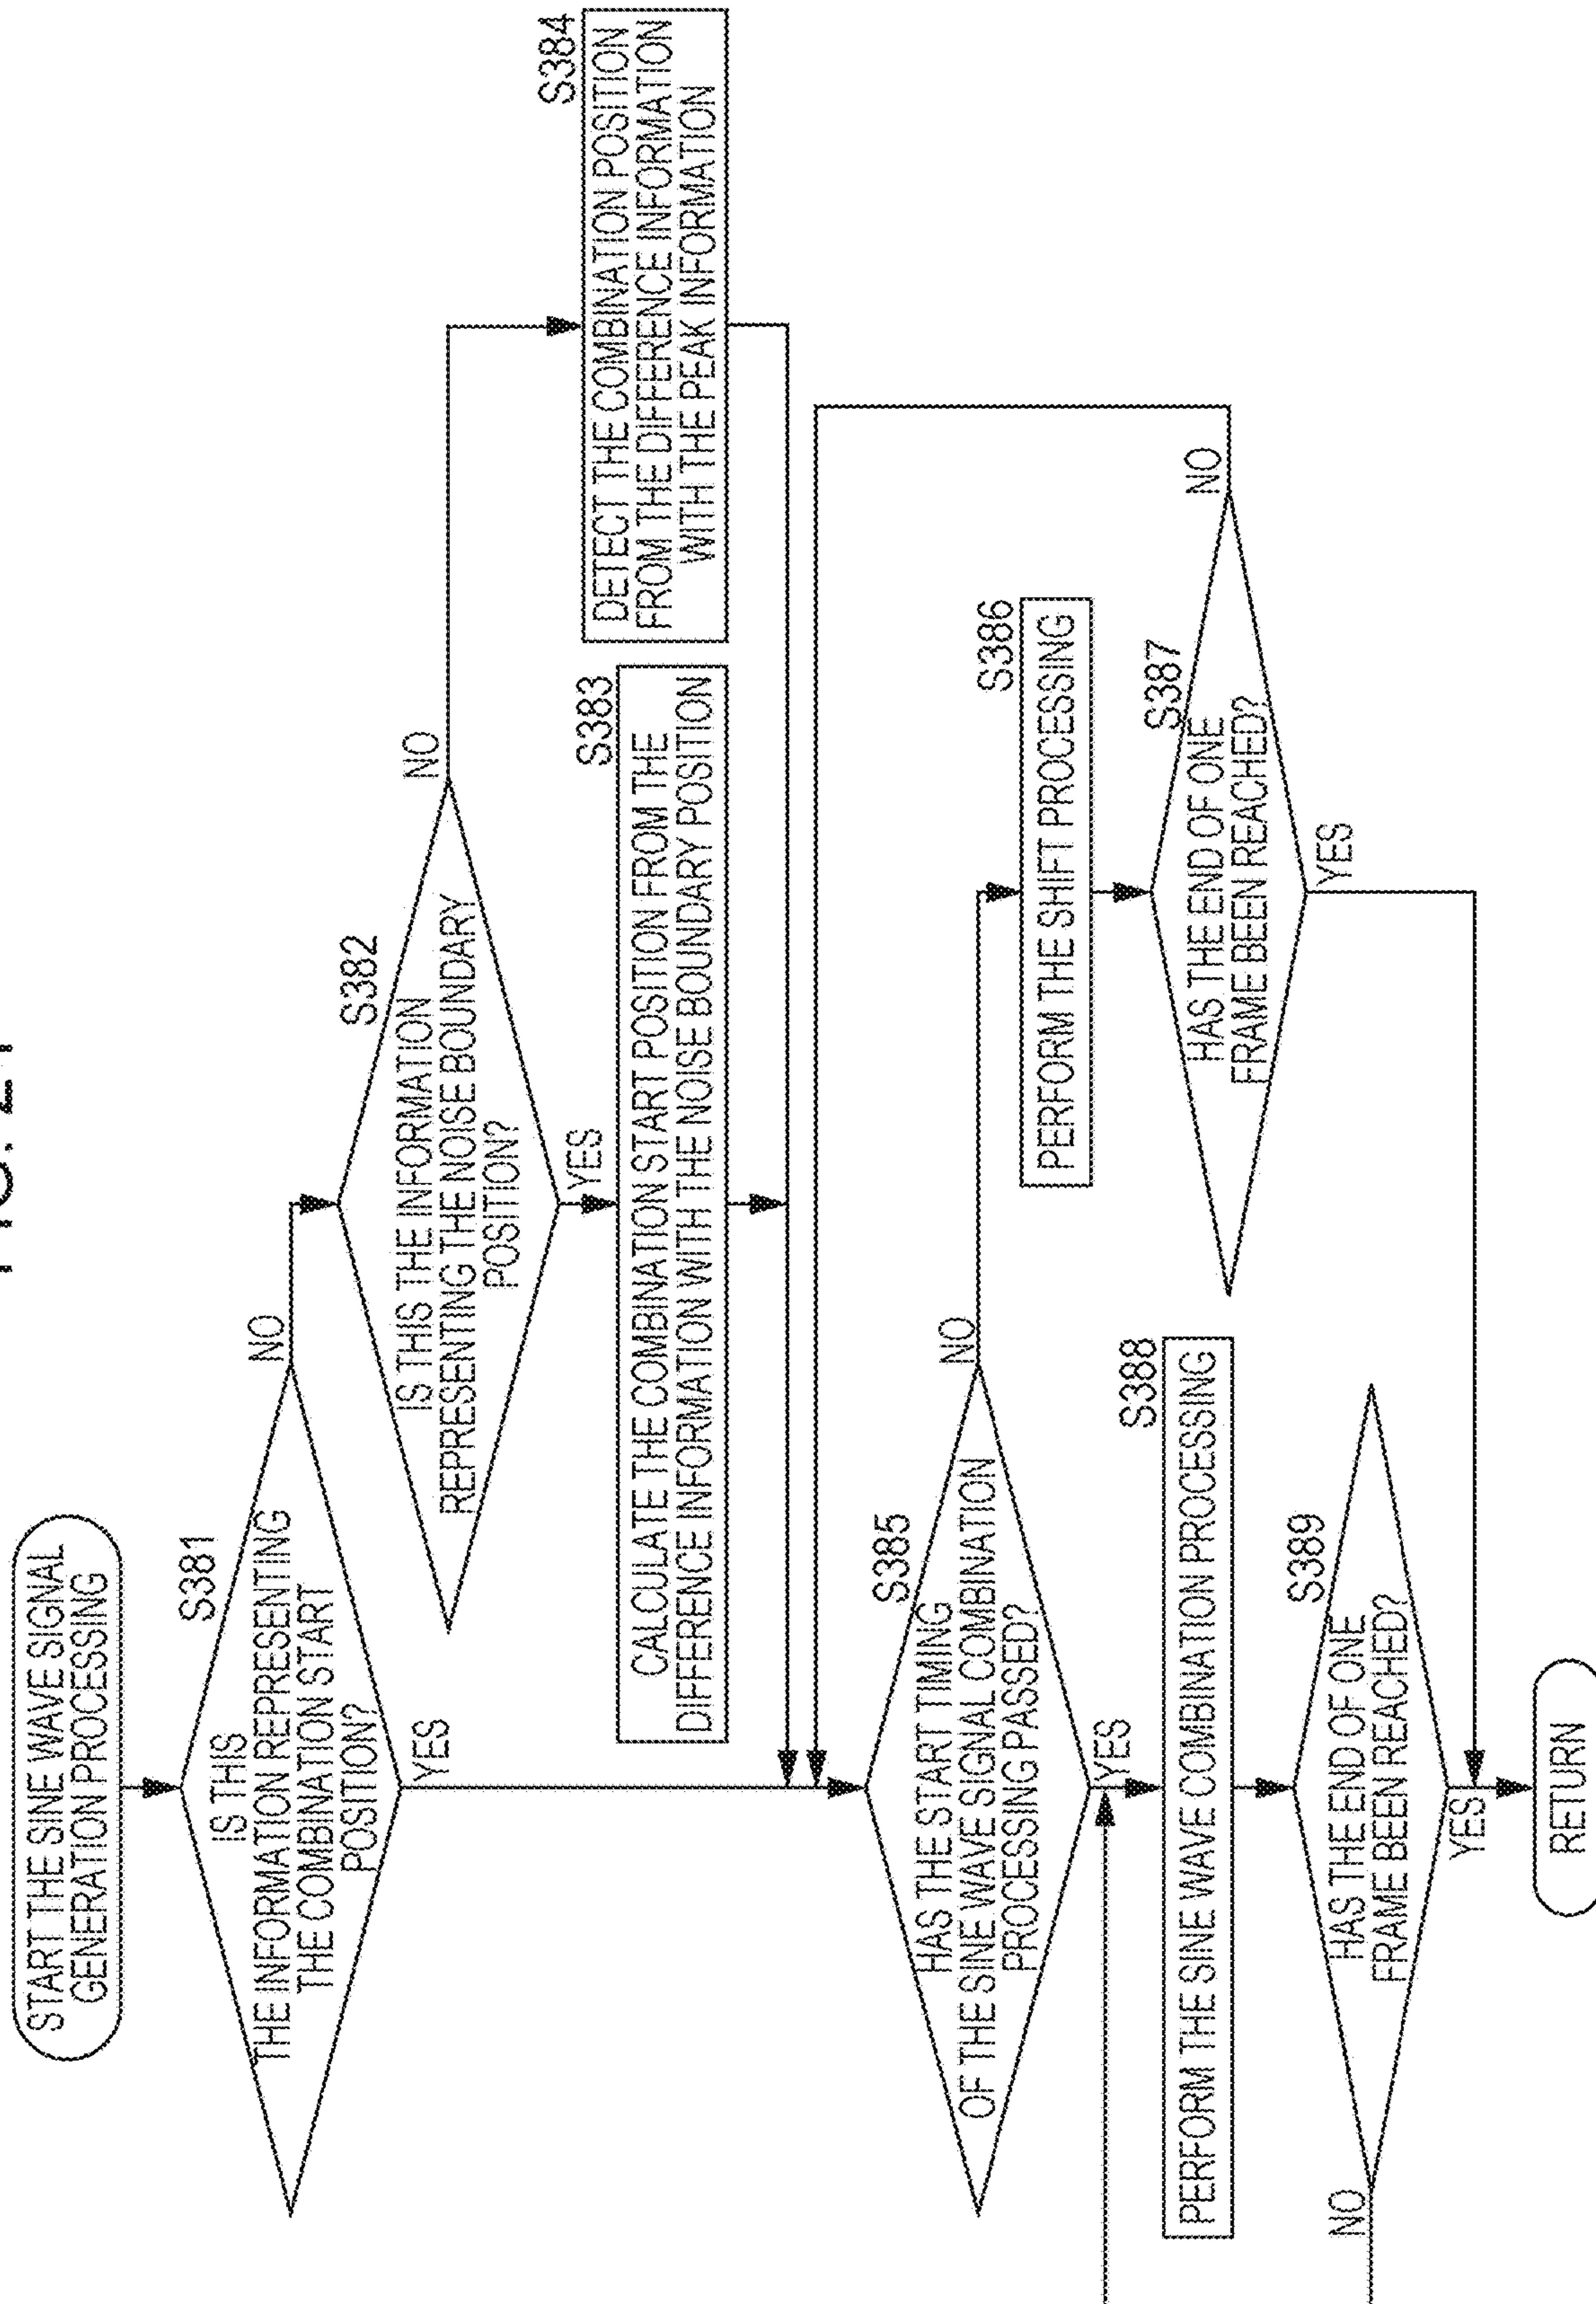 START THE SINE WAVE SIGNAL
GENERATION PROCESSING
S381
IS THIS
THE INFORMATION REPRESENTING
THE COMBINATION START
POSITION?
NO
YES
S382
IS THIS THE INFORMATION
REPRESENTING THE NOISE BOUNDARY
POSITION?
NO
YES
S383
CALCULATE THE COMBINATION START POSITION FROM THE
DIFFERENCE INFORMATION WITH THE NOISE BOUNDARY POSITION
S384
DETECT THE COMBINATION POSITION
FROM THE DIFFERENCE INFORMATION
WITH THE PEAK INFORMATION
S385
HAS THE START TIMING
OF THE SINE WAVE SIGNAL COMBINATION
PROCESSING PASSED?
NO
YES
S386
PERFORM THE SHIFT PROCESSING
S387
HAS THE END OF ONE
FRAME BEEN REACHED?
NO
YES
S388
PERFORM THE SINE WAVE COMBINATION PROCESSING
S389
HAS THE END OF ONE
FRAME BEEN REACHED?
NO
YES
RETURN